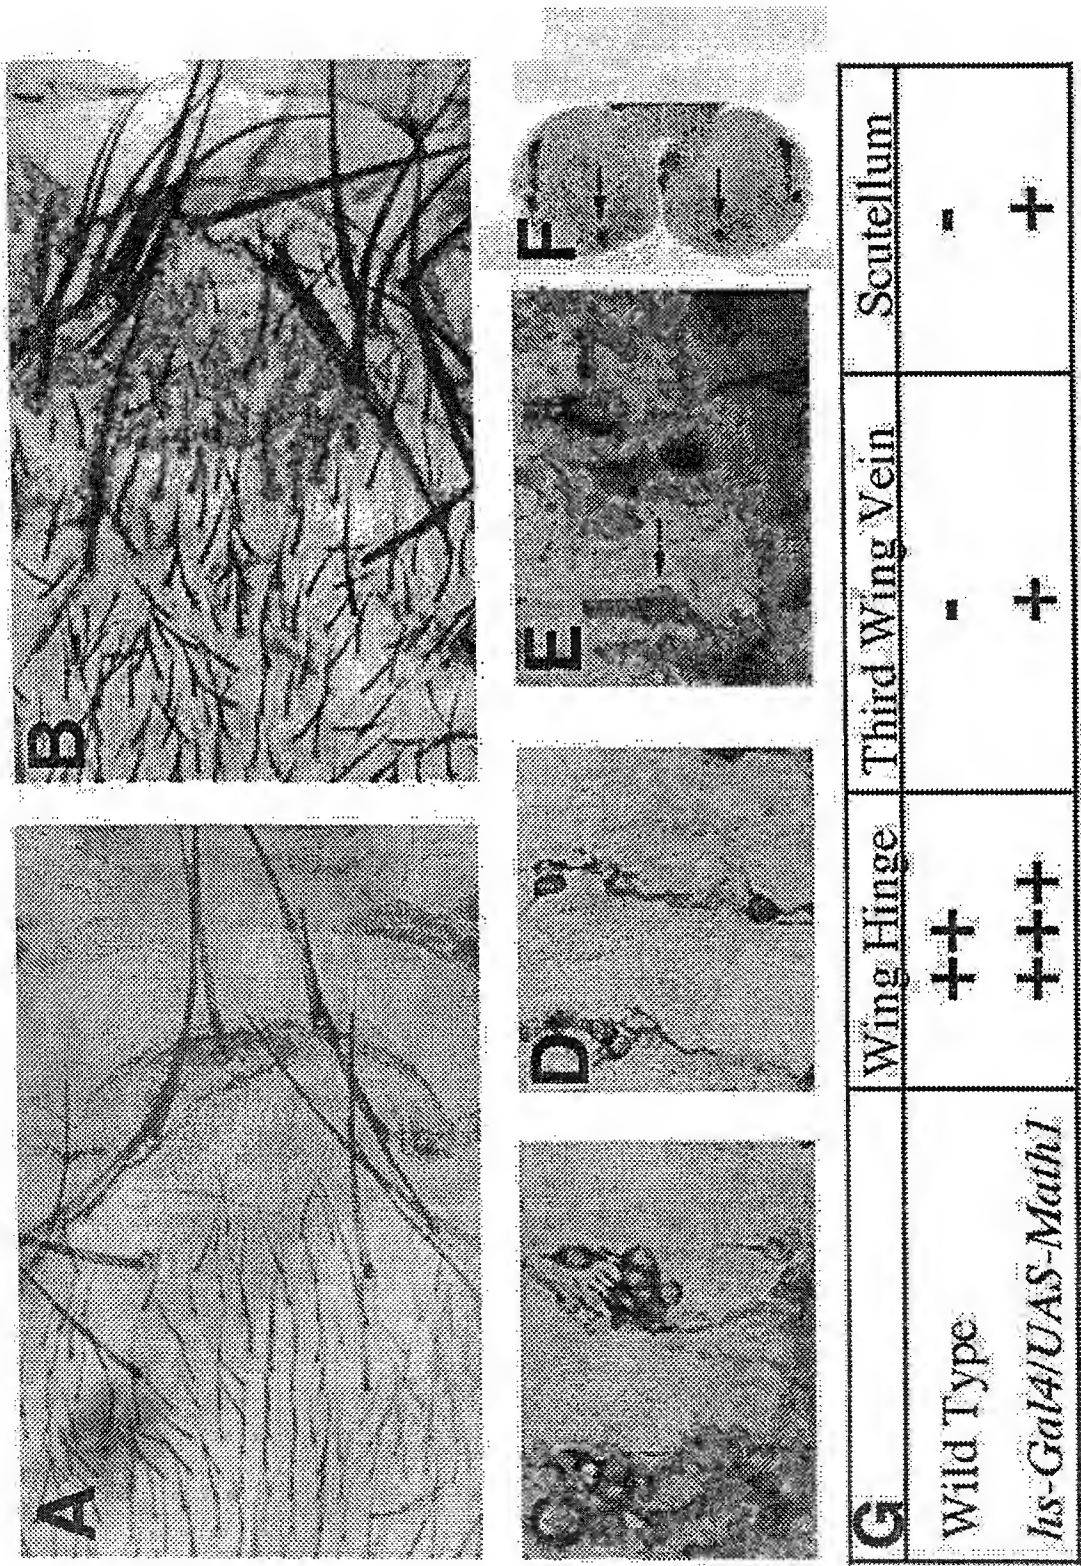 A
B
C
D
E
F
G Wing Hinge Third Wing Vein Scutellum
Wild Type ++ - -
hs-Gal4/UAS-Math1 +++ + +